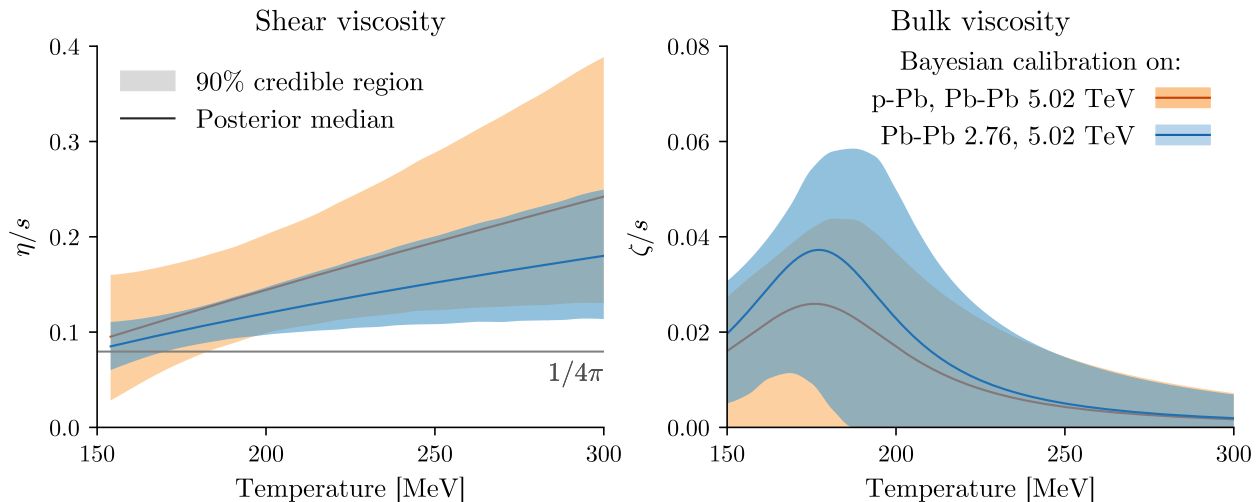 Shear viscosity
0.4
0.3
0.2
0.1
0.0
η/s
90% credible region
Posterior median
1/4π
150
200
250
300
Temperature [MeV]
Bulk viscosity
0.08
0.06
0.04
0.02
0.00
ζ/s
Bayesian calibration on:
p-Pb, Pb-Pb 5.02 TeV
Pb-Pb 2.76, 5.02 TeV
150
200
250
300
Temperature [MeV]